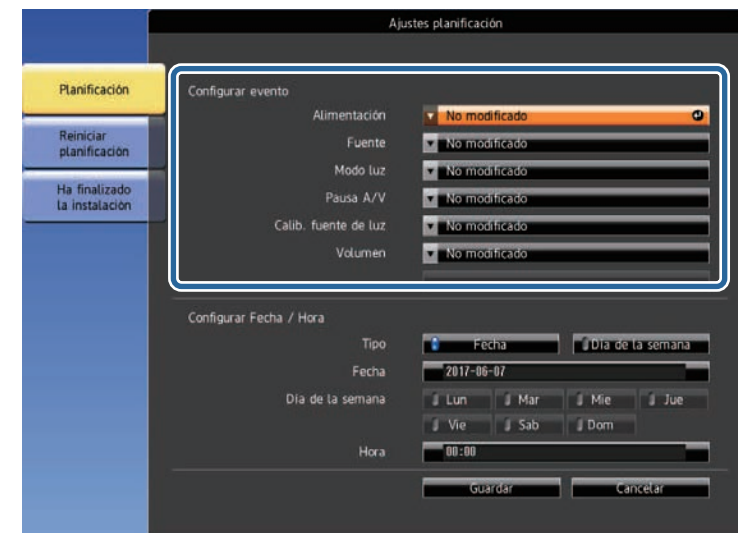 Ajustes planificación
Planificación
Reiniciar
planificación
Ha finalizado
la instalación
Configurar evento
Alimentación No modificado
Fuente No modificado
Modo luz No modificado
Pausa A/V No modificado
Calib. fuente de luz No modificado
Volumen No modificado
Configurar Fecha / Hora
Tipo Fecha Día de la semana
Fecha 2017-06-07
Día de la semana Lun Mar Mie Jue
Vie Sab Dom
Hora 00:00
Guardar Cancelar